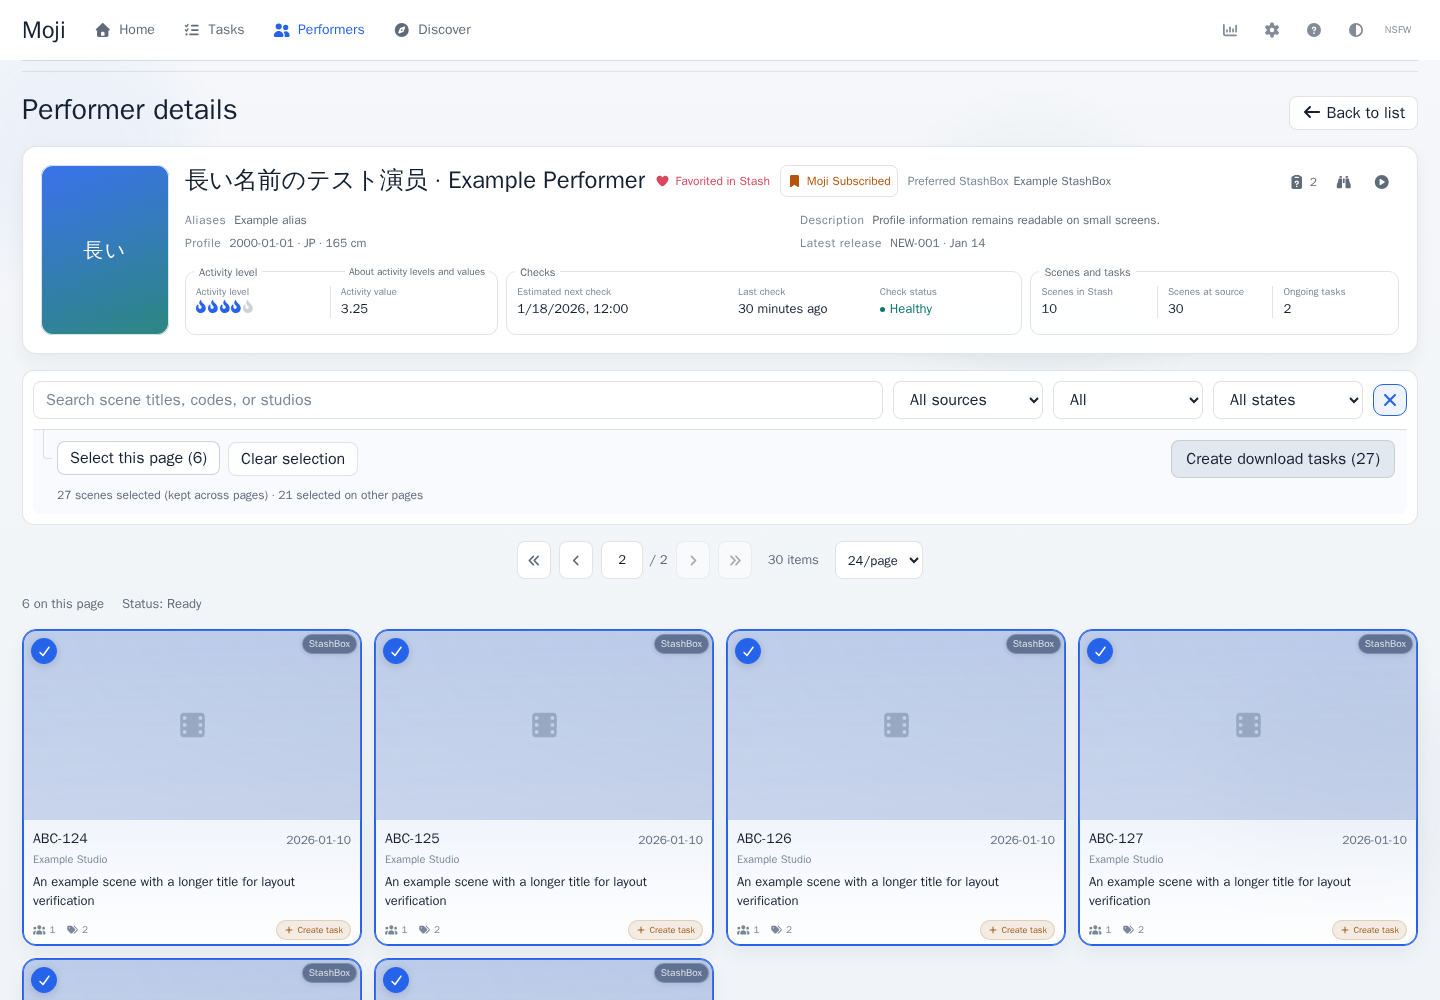 Moji Home Tasks Performers Discover NSFW
Performer details Back to list
長い
長い名前のテスト演员 · Example Performer Favorited in Stash Moji Subscribed Preferred StashBox Example StashBox 2
Aliases Example alias Description Profile information remains readable on small screens.
Profile 2000-01-01 · JP · 165 cm Latest release NEW-001 · Jan 14
Activity level About activity levels and values Checks Scenes and tasks
Activity level Activity value Estimated next check Last check Check status Scenes in Stash Scenes at source Ongoing tasks
3.25 1/18/2026, 12:00 30 minutes ago Healthy 10 30 2
Search scene titles, codes, or studios All sources All All states
Select this page (6) Clear selection Create download tasks (27)
27 scenes selected (kept across pages) · 21 selected on other pages
2 / 2 30 items 24/page
6 on this page Status: Ready
StashBox StashBox StashBox StashBox
ABC-124 2026-01-10 ABC-125 2026-01-10 ABC-126 2026-01-10 ABC-127 2026-01-10
Example Studio Example Studio Example Studio Example Studio
An example scene with a longer title for layout An example scene with a longer title for layout An example scene with a longer title for layout An example scene with a longer title for layout
verification verification verification verification
1 2 Create task 1 2 Create task 1 2 Create task 1 2 Create task
StashBox StashBox